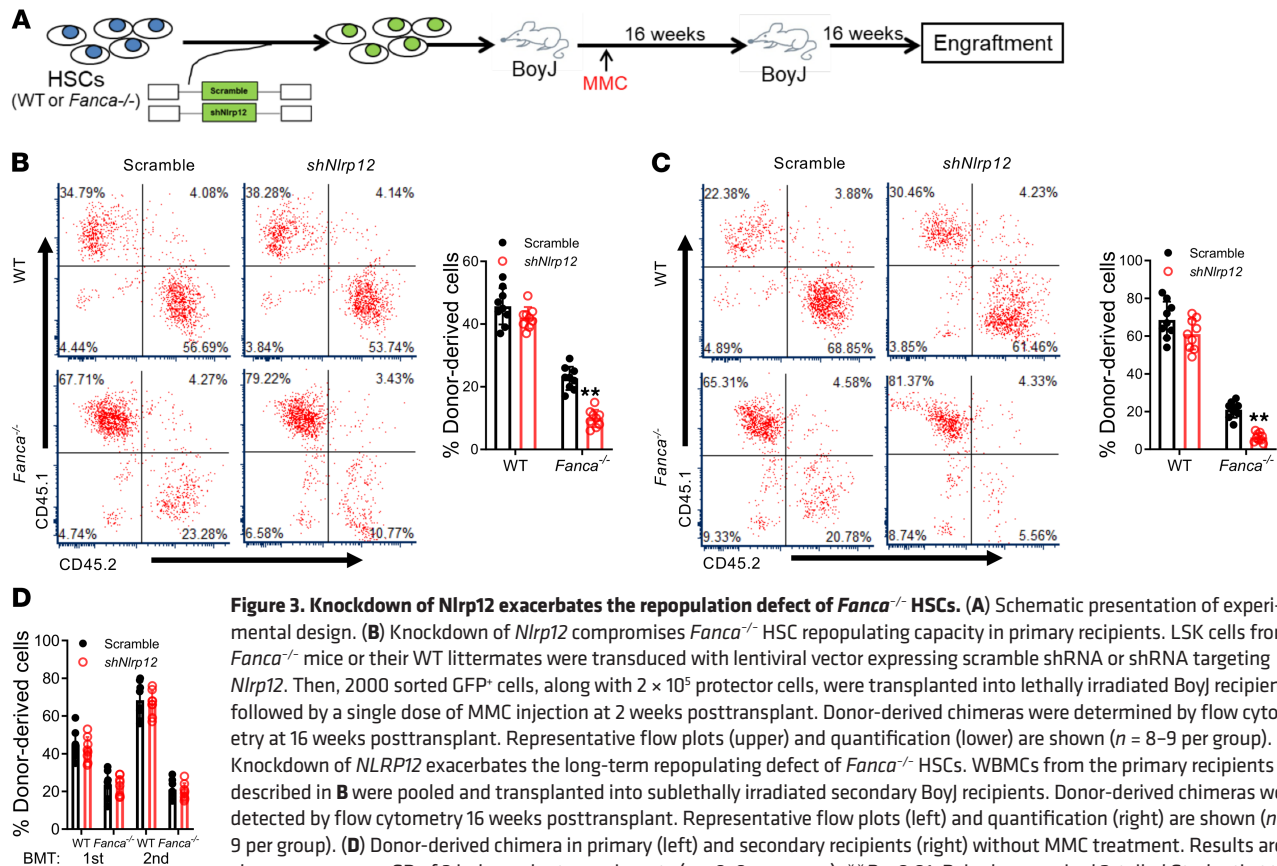 A
HSCs
(WT or Fanca-/-)
Scramble
shNlrp12
BoyJ
MMC
16 weeks
BoyJ
16 weeks
Engraftment
B
Scramble
shNlrp12
WT
Fanca-/-
CD45.1
34.79%
4.08%
4.44%
56.69%
38.28%
4.14%
3.84%
53.74%
67.71%
4.27%
4.74%
23.28%
79.22%
3.43%
6.58%
10.77%
CD45.2
Scramble
shNlrp12
% Donor-derived cells
60
40
20
0
**
WT
Fanca-/-
C
Scramble
shNlrp12
WT
Fanca-/-
CD45.1
22.38%
3.88%
4.89%
68.85%
30.46%
4.23%
3.85%
61.46%
65.31%
4.58%
9.33%
20.78%
81.37%
4.33%
8.74%
5.56%
CD45.2
Scramble
shNlrp12
% Donor-derived cells
100
80
60
40
20
0
**
WT
Fanca-/-
D
Scramble
shNlrp12
% Donor-derived cells
100
80
60
40
20
0
WT Fanca-/- WT Fanca-/-
BMT: 1st 2nd
Figure 3. Knockdown of Nlrp12 exacerbates the repopulation defect of Fanca−/− HSCs. (A) Schematic presentation of experi-
mental design. (B) Knockdown of Nlrp12 compromises Fanca−/− HSC repopulating capacity in primary recipients. LSK cells from
Fanca−/− mice or their WT littermates were transduced with lentiviral vector expressing scramble shRNA or shRNA targeting
Nlrp12. Then, 2000 sorted GFP+ cells, along with 2 × 10⁵ protector cells, were transplanted into lethally irradiated BoyJ recipien
followed by a single dose of MMC injection at 2 weeks posttransplant. Donor-derived chimeras were determined by flow cyto
etry at 16 weeks posttransplant. Representative flow plots (upper) and quantification (lower) are shown (n = 8–9 per group).
Knockdown of NLRP12 exacerbates the long-term repopulating defect of Fanca−/− HSCs. WBMCs from the primary recipients
described in B were pooled and transplanted into sublethally irradiated secondary BoyJ recipients. Donor-derived chimeras we
detected by flow cytometry 16 weeks posttransplant. Representative flow plots (left) and quantification (right) are shown (n
9 per group). (D) Donor-derived chimera in primary (left) and secondary recipients (right) without MMC treatment. Results are